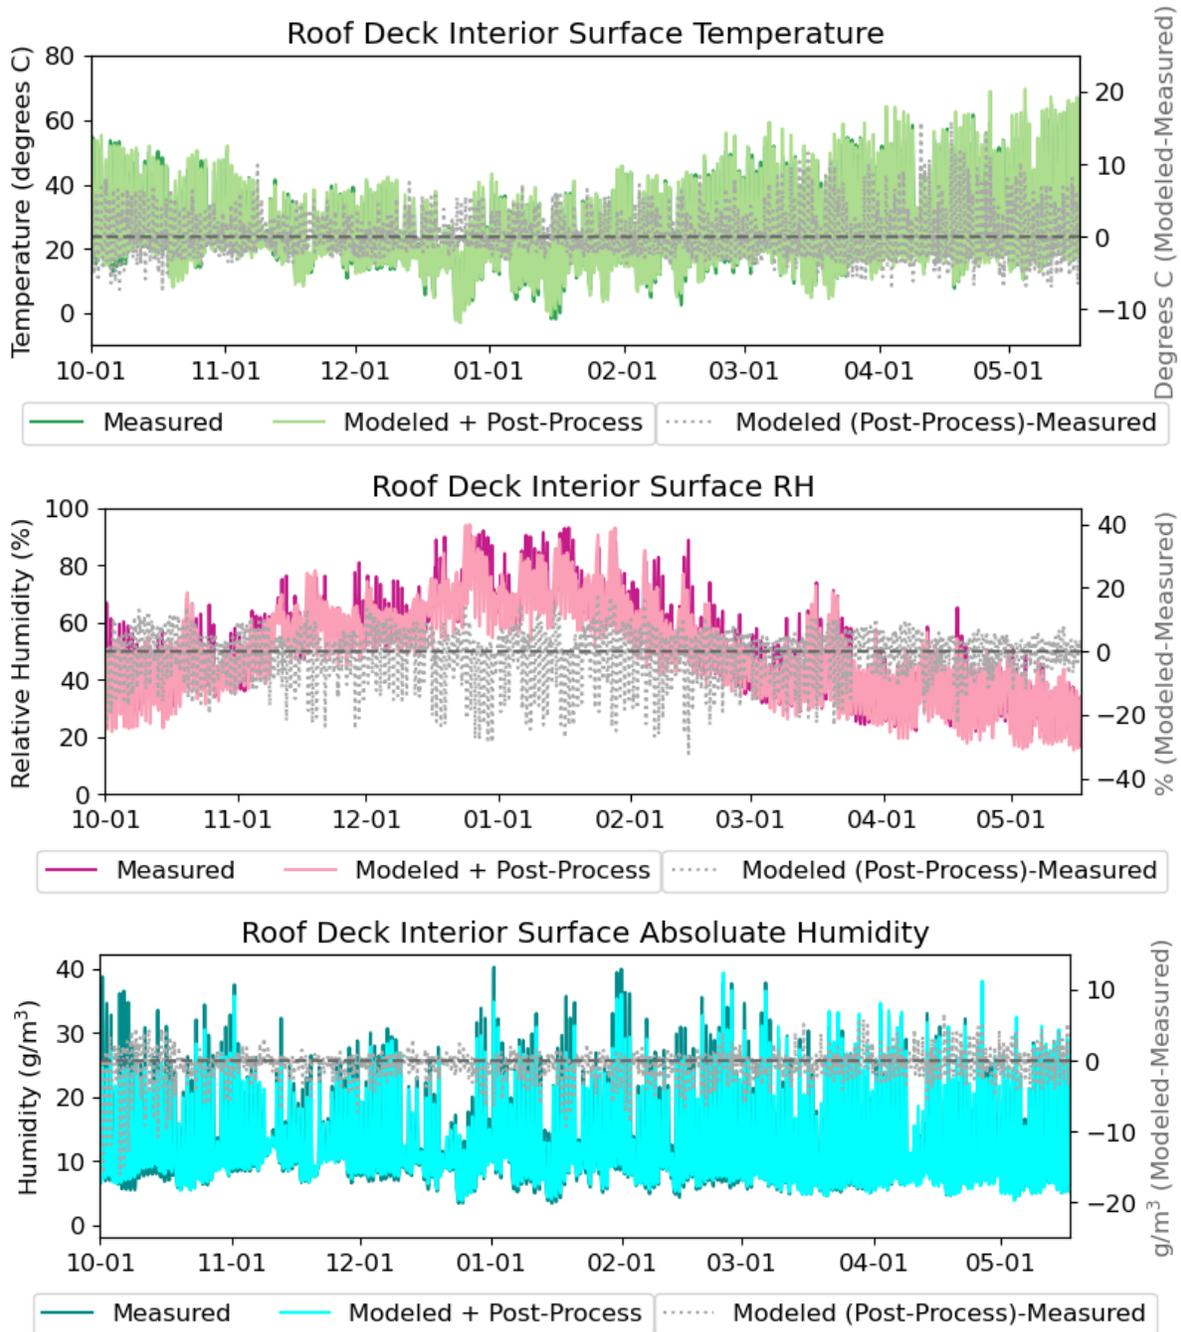 Roof Deck Interior Surface Temperature
80
60
40
20
0
Temperature (degrees C)
20
10
0
−10
Degrees C (Modeled-Measured)
10-01 11-01 12-01 01-01 02-01 03-01 04-01 05-01
Measured Modeled + Post-Process Modeled (Post-Process)-Measured
Roof Deck Interior Surface RH
100
80
60
40
20
0
Relative Humidity (%)
40
20
0
−20
−40
% (Modeled-Measured)
10-01 11-01 12-01 01-01 02-01 03-01 04-01 05-01
Measured Modeled + Post-Process Modeled (Post-Process)-Measured
Roof Deck Interior Surface Absoluate Humidity
40
30
20
10
0
Humidity (g/m³)
10
0
−10
−20
g/m³ (Modeled-Measured)
10-01 11-01 12-01 01-01 02-01 03-01 04-01 05-01
Measured Modeled + Post-Process Modeled (Post-Process)-Measured